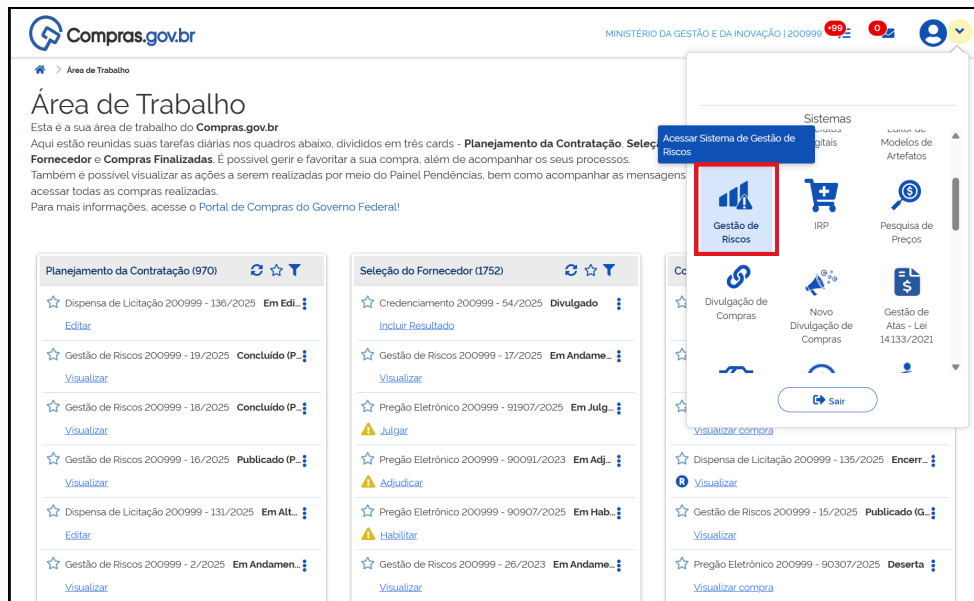 Compras.gov.br
MINISTÉRIO DA GESTÃO E DA INOVAÇÃO | 200999
+99
0
Área de Trabalho
Área de Trabalho
Esta é a sua área de trabalho do Compras.gov.br
Aqui estão reunidas suas tarefas diárias nos quadros abaixo, divididos em três cards - Planejamento da Contratação,
Fornecedor e Compras Finalizadas. É possível gerir e favoritar a sua compra, além de acompanhar os seus processos.
Também é possível visualizar as ações a serem realizadas por meio do Painel Pendências, bem como acompanhar as mensagens
acessar todas as compras realizadas.
Para mais informações, acesse o Portal de Compras do Governo Federal!
Sistemas
Acessar Sistema de Gestão de
Riscos
gitais
Editor de
Modelos de
Artefatos
Gestão de
Riscos
IRP
Pesquisa de
Preços
Divulgação de
Compras
Novo
Divulgação de
Compras
Gestão de
Atas - Lei
14.133/2021
Sair
Planejamento da Contratação (970)
Dispensa de Licitação 200999 - 136/2025 Em Edi...
Editar
Gestão de Riscos 200999 - 19/2025 Concluído (P...
Visualizar
Gestão de Riscos 200999 - 18/2025 Concluído (P...
Visualizar
Gestão de Riscos 200999 - 16/2025 Publicado (P...
Visualizar
Dispensa de Licitação 200999 - 131/2025 Em Alt...
Editar
Gestão de Riscos 200999 - 2/2025 Em Andamen...
Visualizar
Seleção do Fornecedor (1752)
Credenciamento 200999 - 54/2025 Divulgado
Incluir Resultado
Gestão de Riscos 200999 - 17/2025 Em Andame...
Visualizar
Pregão Eletrônico 200999 - 91907/2025 Em Julg...
Julgar
Pregão Eletrônico 200999 - 90091/2023 Em Adj...
Adjudicar
Pregão Eletrônico 200999 - 90907/2025 Em Hab...
Habilitar
Gestão de Riscos 200999 - 26/2023 Em Andame...
Visualizar
Co
Visualizar compra
Dispensa de Licitação 200999 - 135/2025 Encerr...
R Visualizar
Gestão de Riscos 200999 - 15/2025 Publicado (G...
Visualizar
Pregão Eletrônico 200999 - 90307/2025 Deserta
Visualizar compra